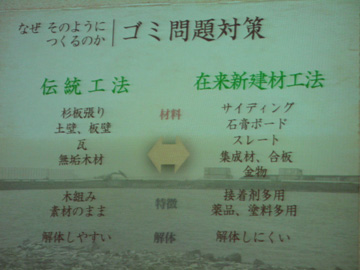 なぜ そのように
つくるのか
ゴミ問題対策
伝統工法
在来新建材工法
杉板張り
土壁、板壁
瓦
無垢木材
材料
サイディング
石膏ボード
スレート
集成材、合板
金物
木組み
素材のまま
特徴
接着剤多用
薬品、塗料多用
解体しやすい
解体
解体しにくい